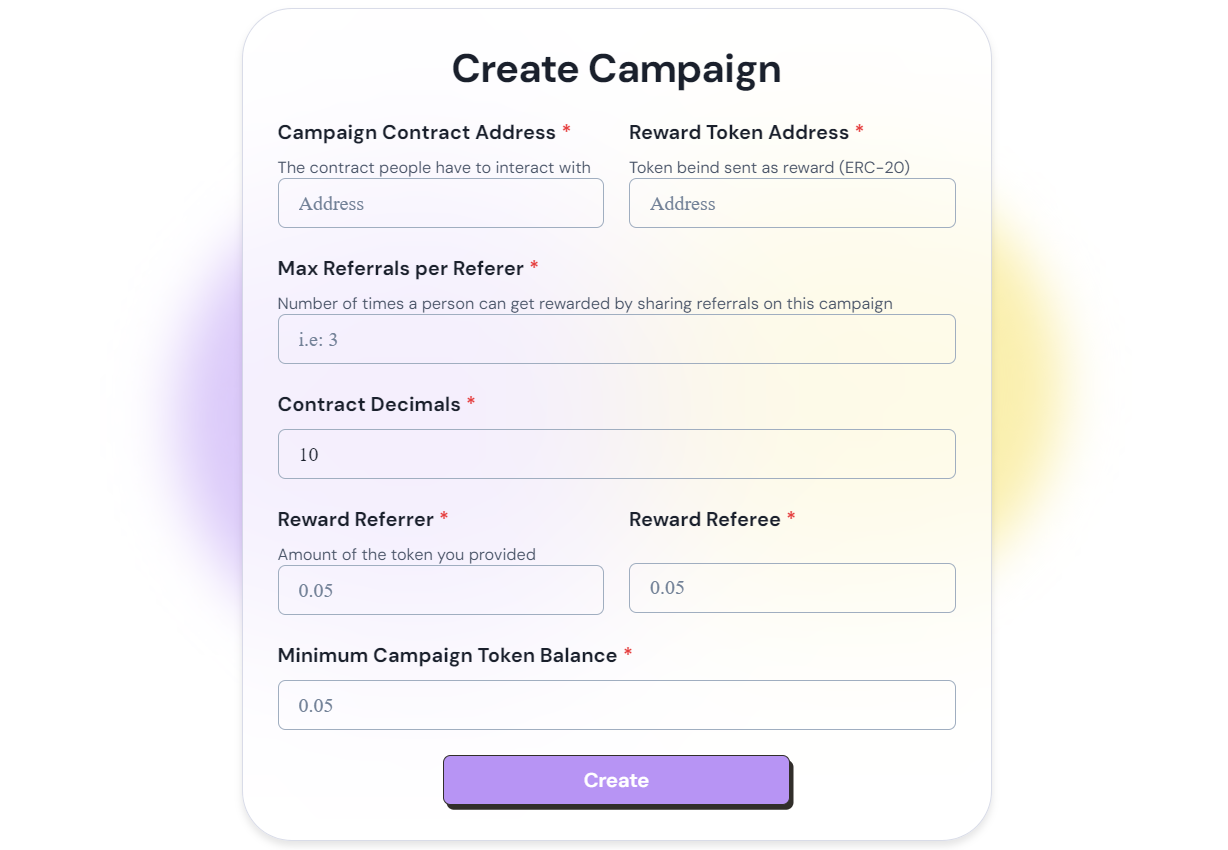 Create Campaign
Campaign Contract Address *
Reward Token Address *
The contract people have to interact with
Token beind sent as reward (ERC-20)
Address
Address
Max Referrals per Referer *
Number of times a person can get rewarded by sharing referrals on this campaign
i.e: 3
Contract Decimals *
10
Reward Referrer *
Reward Referee *
Amount of the token you provided
0.05
0.05
Minimum Campaign Token Balance *
0.05
Create